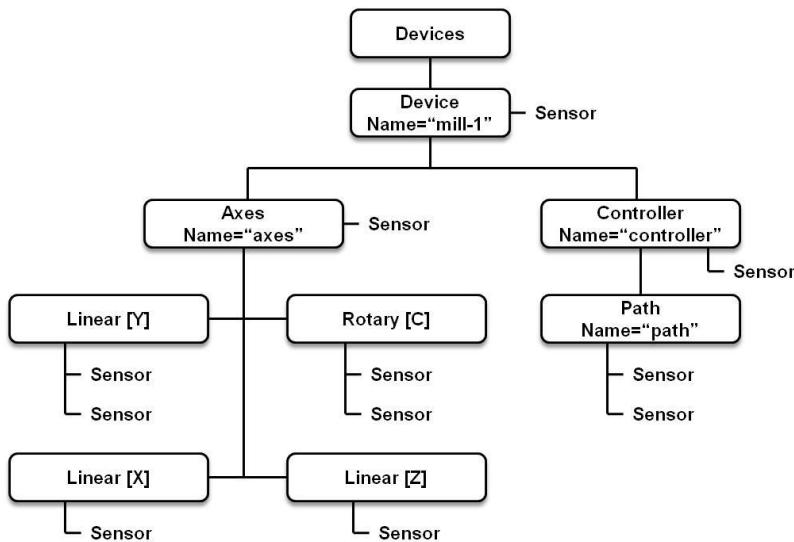 Devices
Device
Name=“mill-1”
Sensor
Axes
Name=“axes”
Sensor
Controller
Name=“controller”
Sensor
Linear [Y]
Rotary [C]
Path
Name=“path”
Sensor
Sensor
Sensor
Sensor
Sensor
Sensor
Linear [X]
Linear [Z]
Sensor
Sensor